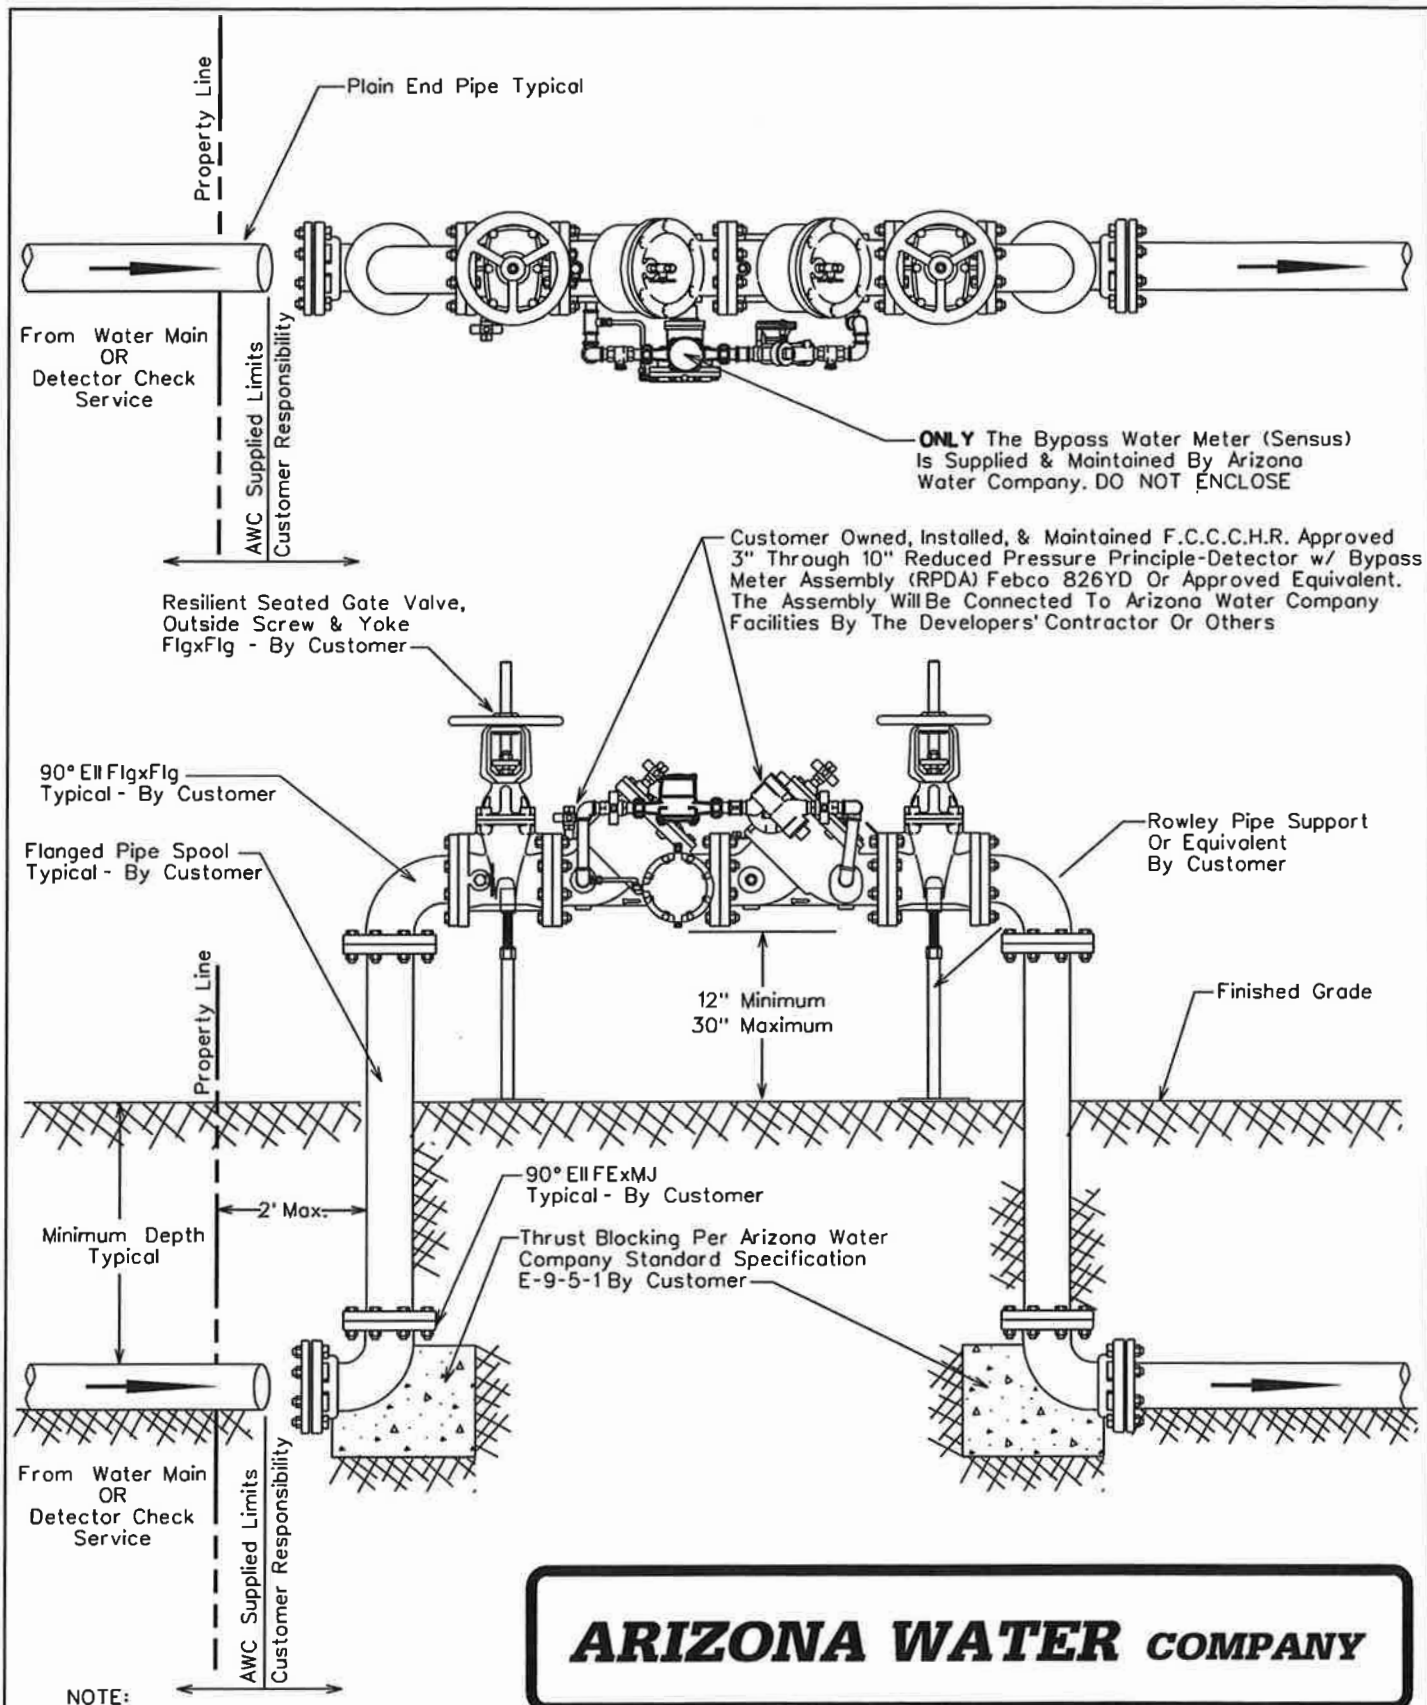 Property Line
Plain End Pipe Typical
From Water Main
OR
Detector Check
Service
AWC Supplied Limits
Customer Responsibility
ONLY The Bypass Water Meter (Sensus)
Is Supplied & Maintained By Arizona
Water Company. DO NOT ENCLOSE
Customer Owned, Installed, & Maintained F.C.C.C.H.R. Approved
3" Through 10" Reduced Pressure Principle-Detector w/ Bypass
Meter Assembly (RPDA) Febco 826YD Or Approved Equivalent.
The Assembly Will Be Connected To Arizona Water Company
Facilities By The Developers' Contractor Or Others
Resilient Seated Gate Valve,
Outside Screw & Yoke
FlgxFlg - By Customer
90° Ell FlgxFlg
Typical - By Customer
Flanged Pipe Spool
Typical - By Customer
Rowley Pipe Support
Or Equivalent
By Customer
Property Line
12" Minimum
30" Maximum
Finished Grade
90° Ell FExMJ
Typical - By Customer
2' Max.
Minimum Depth
Typical
Thrust Blocking Per Arizona Water
Company Standard Specification
E-9-5-1 By Customer
From Water Main
OR
Detector Check
Service
AWC Supplied Limits
Customer Responsibility
ARIZONA WATER COMPANY
NOTE: